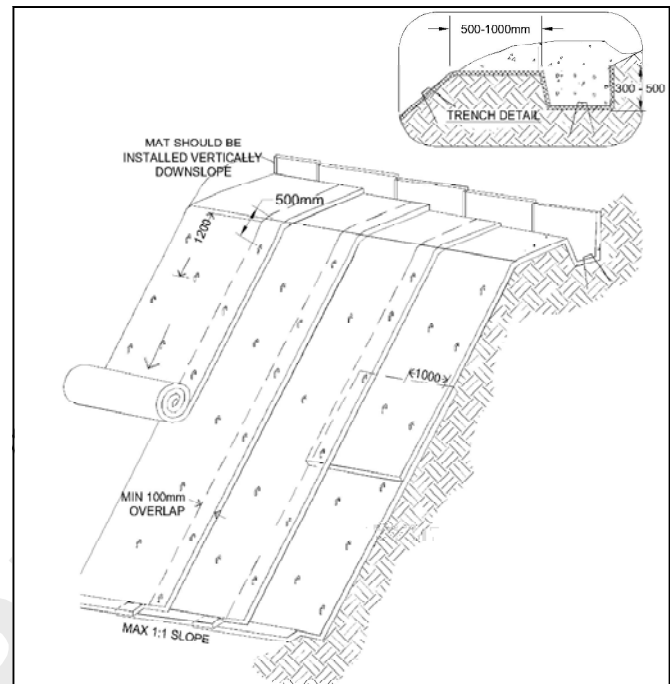 500-1000mm
300 - 500
TRENCH DETAIL
MAT SHOULD BE
INSTALLED VERTICALLY
DOWNSLOPE
500mm
1200
1000
MIN 100mm
OVERLAP
MAX 1:1 SLOPE